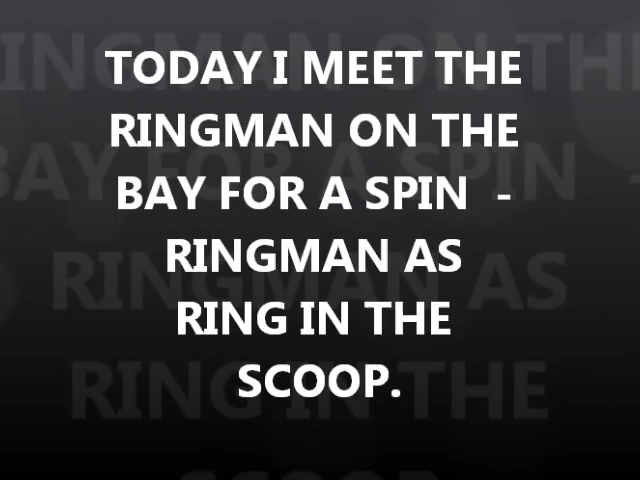 TODAY I MEET THE
RINGMAN ON THE
BAY FOR A SPIN  -
RINGMAN AS
RING IN THE
SCOOP.